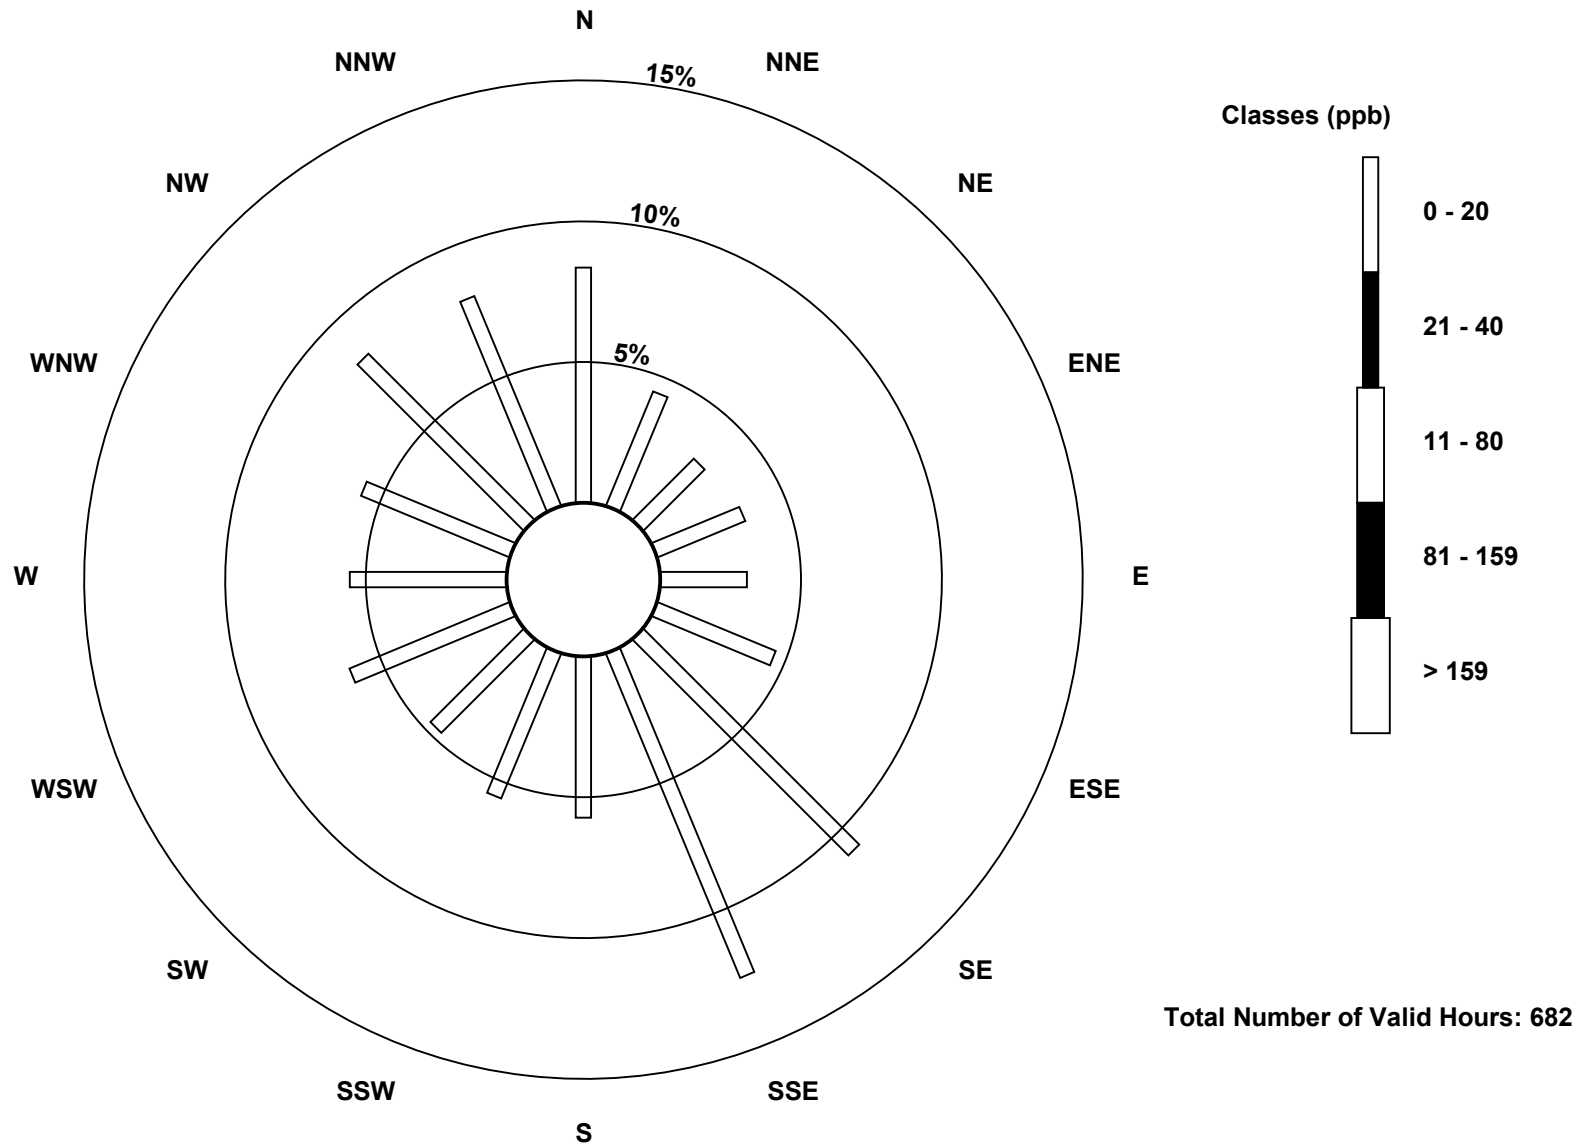 N
NNW
NNE
15%
Classes (ppb)
NW
NE
10%
0 - 20
21 - 40
5%
WNW
ENE
11 - 80
81 - 159
W
E
> 159
WSW
ESE
SW
SE
Total Number of Valid Hours: 682
SSW
SSE
S